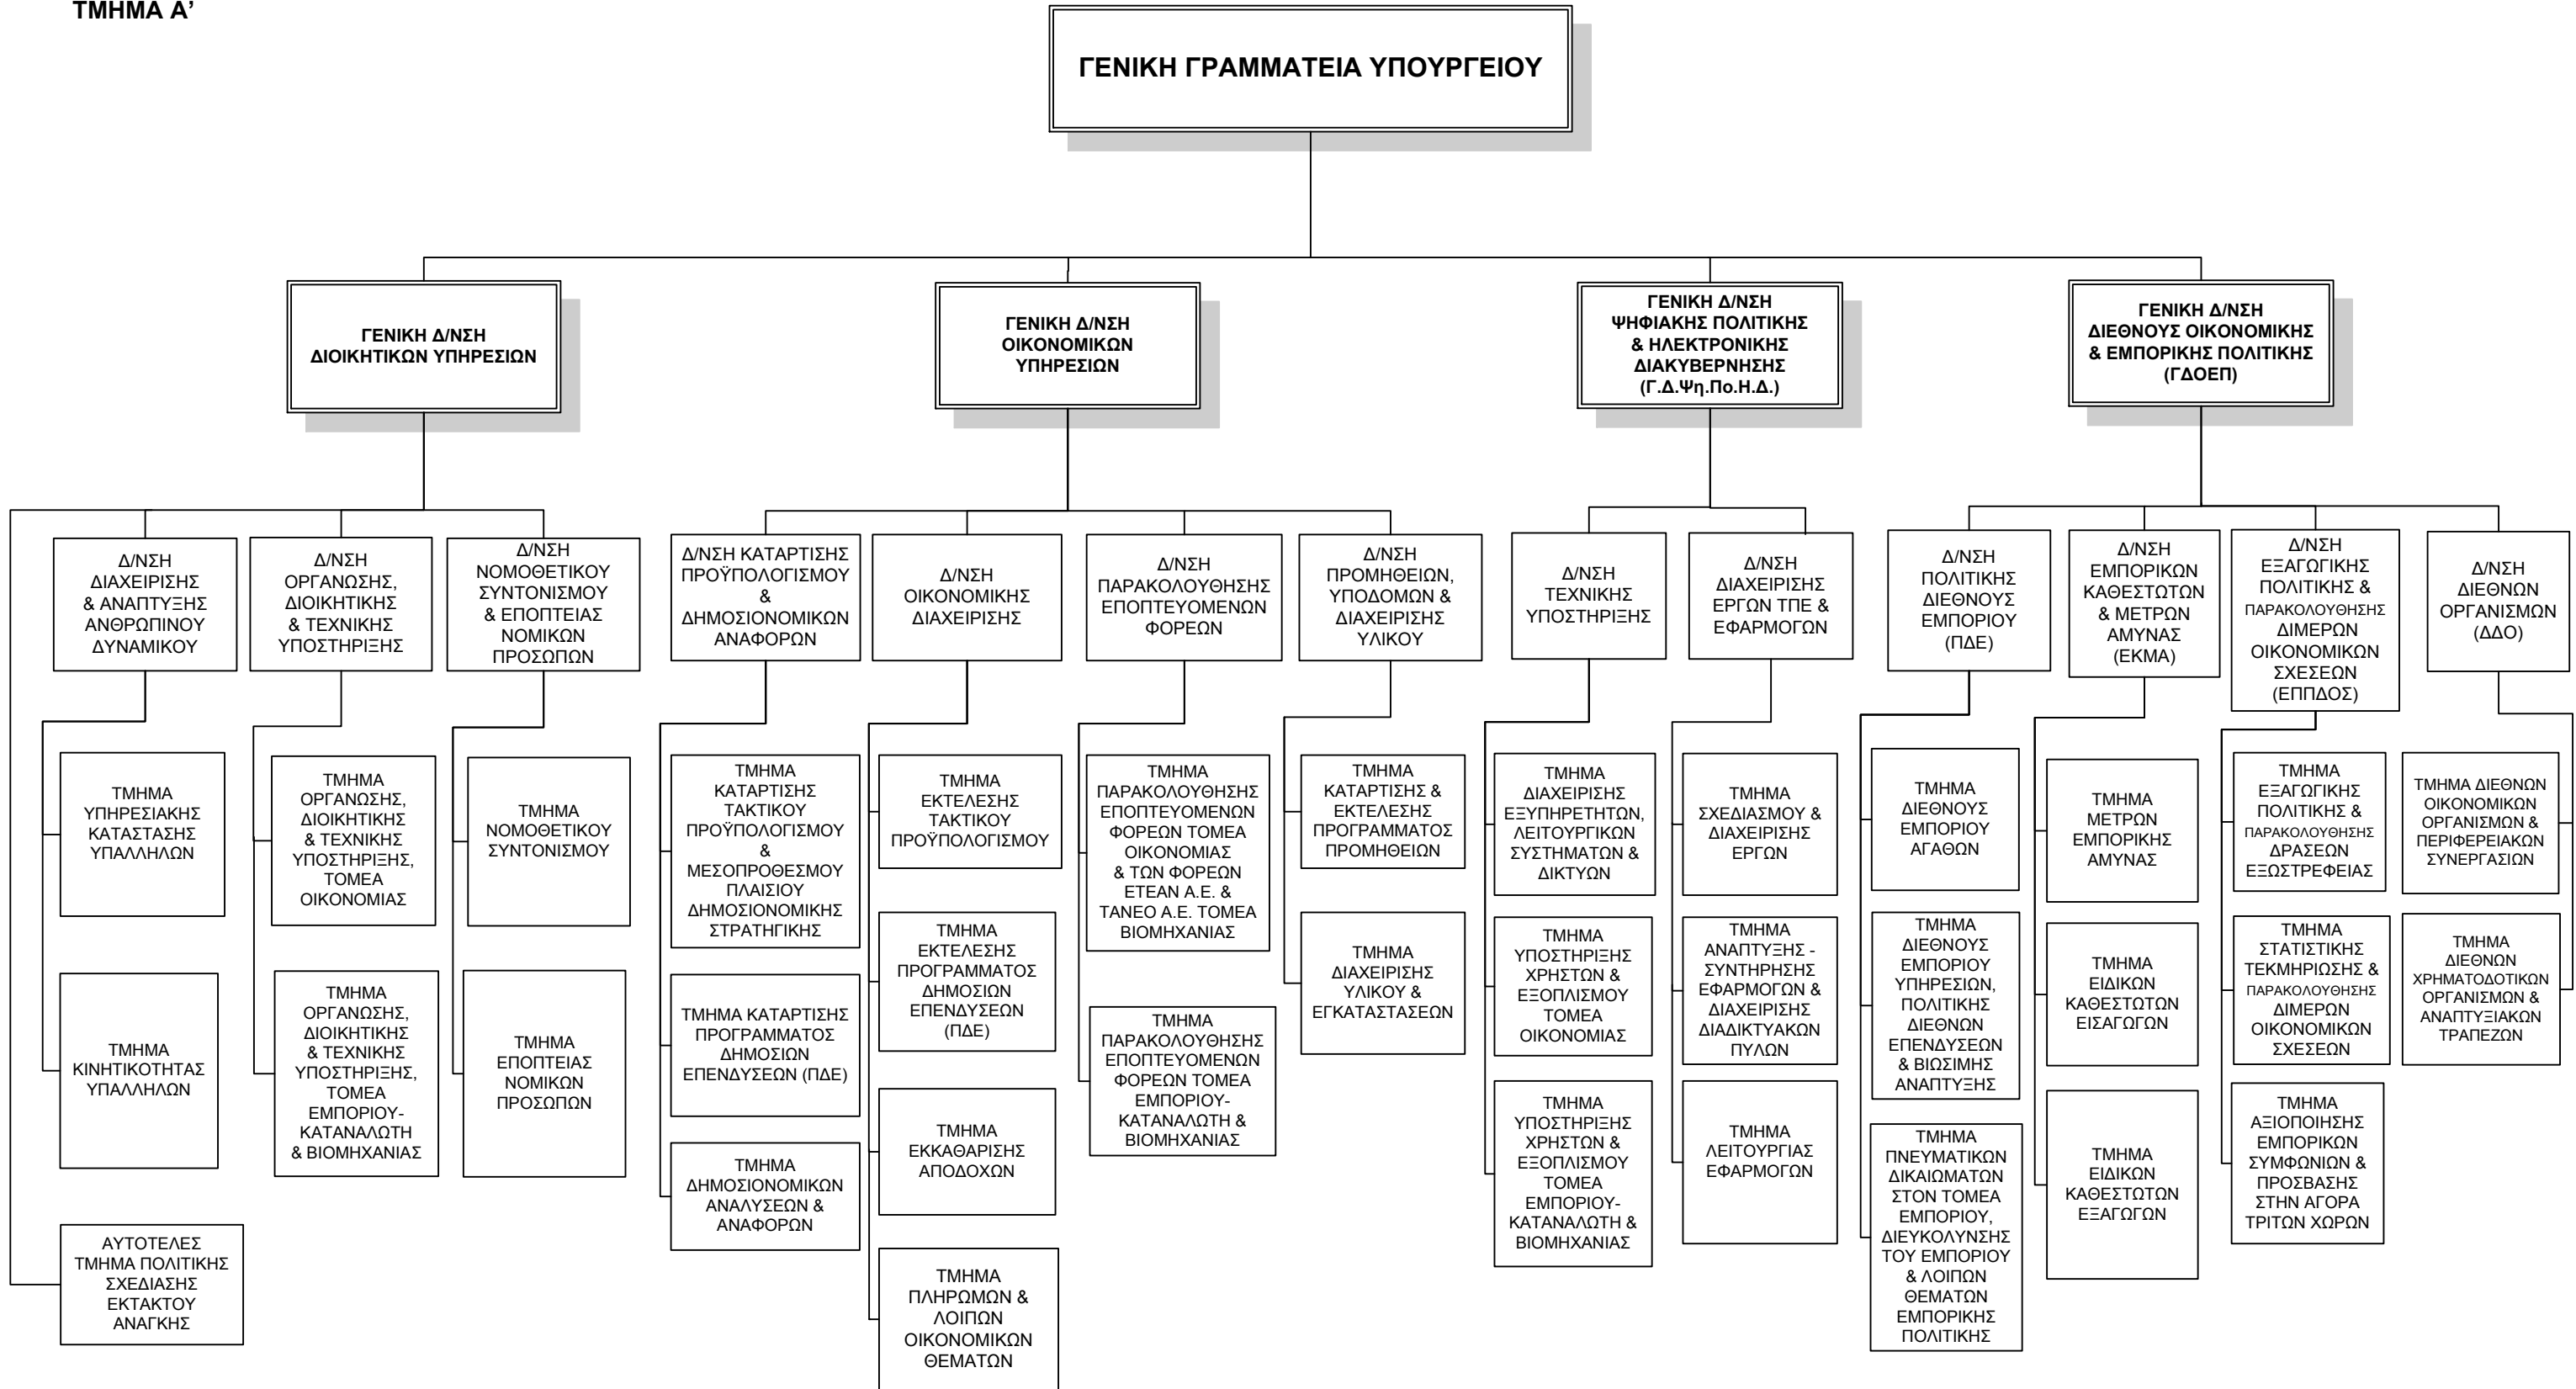 ΤΜΗΜΑ Α’
ΓΕΝΙΚΗ ΓΡΑΜΜΑΤΕΙΑ ΥΠΟΥΡΓΕΙΟΥ
ΓΕΝΙΚΗ Δ/ΝΣΗ
ΔΙΟΙΚΗΤΙΚΩΝ ΥΠΗΡΕΣΙΩΝ
ΓΕΝΙΚΗ Δ/ΝΣΗ
ΟΙΚΟΝΟΜΙΚΩΝ
ΥΠΗΡΕΣΙΩΝ
ΓΕΝΙΚΗ Δ/ΝΣΗ
ΨΗΦΙΑΚΗΣ ΠΟΛΙΤΙΚΗΣ
& ΗΛΕΚΤΡΟΝΙΚΗΣ
ΔΙΑΚΥΒΕΡΝΗΣΗΣ
(Γ.Δ.Ψη.Πο.Η.Δ.)
ΓΕΝΙΚΗ Δ/ΝΣΗ
ΔΙΕΘΝΟΥΣ ΟΙΚΟΝΟΜΙΚΗΣ
& ΕΜΠΟΡΙΚΗΣ ΠΟΛΙΤΙΚΗΣ
(ΓΔΟΕΠ)
Δ/ΝΣΗ
ΔΙΑΧΕΙΡΙΣΗΣ
& ΑΝΑΠΤΥΞΗΣ
ΑΝΘΡΩΠΙΝΟΥ
ΔΥΝΑΜΙΚΟΥ
Δ/ΝΣΗ
ΟΡΓΑΝΩΣΗΣ,
ΔΙΟΙΚΗΤΙΚΗΣ
& ΤΕΧΝΙΚΗΣ
ΥΠΟΣΤΗΡΙΞΗΣ
Δ/ΝΣΗ
ΝΟΜΟΘΕΤΙΚΟΥ
ΣΥΝΤΟΝΙΣΜΟΥ
& ΕΠΟΠΤΕΙΑΣ
ΝΟΜΙΚΩΝ
ΠΡΟΣΩΠΩΝ
Δ/ΝΣΗ ΚΑΤΑΡΤΙΣΗΣ
ΠΡΟΫΠΟΛΟΓΙΣΜΟΥ
&
ΔΗΜΟΣΙΟΝΟΜΙΚΩΝ
ΑΝΑΦΟΡΩΝ
Δ/ΝΣΗ
ΟΙΚΟΝΟΜΙΚΗΣ
ΔΙΑΧΕΙΡΙΣΗΣ
Δ/ΝΣΗ
ΠΑΡΑΚΟΛΟΥΘΗΣΗΣ
ΕΠΟΠΤΕΥΟΜΕΝΩΝ
ΦΟΡΕΩΝ
Δ/ΝΣΗ
ΠΡΟΜΗΘΕΙΩΝ,
ΥΠΟΔΟΜΩΝ &
ΔΙΑΧΕΙΡΙΣΗΣ
ΥΛΙΚΟΥ
Δ/ΝΣΗ
ΤΕΧΝΙΚΗΣ
ΥΠΟΣΤΗΡΙΞΗΣ
Δ/ΝΣΗ
ΔΙΑΧΕΙΡΙΣΗΣ
ΕΡΓΩΝ ΤΠΕ &
ΕΦΑΡΜΟΓΩΝ
Δ/ΝΣΗ
ΠΟΛΙΤΙΚΗΣ
ΔΙΕΘΝΟΥΣ
ΕΜΠΟΡΙΟΥ
(ΠΔΕ)
Δ/ΝΣΗ
ΕΜΠΟΡΙΚΩΝ
ΚΑΘΕΣΤΩΤΩΝ
& ΜΕΤΡΩΝ
ΑΜΥΝΑΣ
(ΕΚΜΑ)
Δ/ΝΣΗ
ΕΞΑΓΩΓΙΚΗΣ
ΠΟΛΙΤΙΚΗΣ &
ΠΑΡΑΚΟΛΟΥΘΗΣΗΣ
ΔΙΜΕΡΩΝ
ΟΙΚΟΝΟΜΙΚΩΝ
ΣΧΕΣΕΩΝ
(ΕΠΠΔΟΣ)
Δ/ΝΣΗ
ΔΙΕΘΝΩΝ
ΟΡΓΑΝΙΣΜΩΝ
(ΔΔΟ)
ΤΜΗΜΑ
ΥΠΗΡΕΣΙΑΚΗΣ
ΚΑΤΑΣΤΑΣΗΣ
ΥΠΑΛΛΗΛΩΝ
ΤΜΗΜΑ
ΚΙΝΗΤΙΚΟΤΗΤΑΣ
ΥΠΑΛΛΗΛΩΝ
ΑΥΤΟΤΕΛΕΣ
ΤΜΗΜΑ ΠΟΛΙΤΙΚΗΣ
ΣΧΕΔΙΑΣΗΣ
ΕΚΤΑΚΤΟΥ
ΑΝΑΓΚΗΣ
ΤΜΗΜΑ
ΟΡΓΑΝΩΣΗΣ,
ΔΙΟΙΚΗΤΙΚΗΣ
& ΤΕΧΝΙΚΗΣ
ΥΠΟΣΤΗΡΙΞΗΣ,
ΤΟΜΕΑ
ΟΙΚΟΝΟΜΙΑΣ
ΤΜΗΜΑ
ΟΡΓΑΝΩΣΗΣ,
ΔΙΟΙΚΗΤΙΚΗΣ
& ΤΕΧΝΙΚΗΣ
ΥΠΟΣΤΗΡΙΞΗΣ,
ΤΟΜΕΑ
ΕΜΠΟΡΙΟΥ-
ΚΑΤΑΝΑΛΩΤΗ
& ΒΙΟΜΗΧΑΝΙΑΣ
ΤΜΗΜΑ
ΝΟΜΟΘΕΤΙΚΟΥ
ΣΥΝΤΟΝΙΣΜΟΥ
ΤΜΗΜΑ
ΕΠΟΠΤΕΙΑΣ
ΝΟΜΙΚΩΝ
ΠΡΟΣΩΠΩΝ
ΤΜΗΜΑ
ΚΑΤΑΡΤΙΣΗΣ
ΤΑΚΤΙΚΟΥ
ΠΡΟΫΠΟΛΟΓΙΣΜΟΥ
&
ΜΕΣΟΠΡΟΘΕΣΜΟΥ
ΠΛΑΙΣΙΟΥ
ΔΗΜΟΣΙΟΝΟΜΙΚΗΣ
ΣΤΡΑΤΗΓΙΚΗΣ
ΤΜΗΜΑ ΚΑΤΑΡΤΙΣΗΣ
ΠΡΟΓΡΑΜΜΑΤΟΣ
ΔΗΜΟΣΙΩΝ
ΕΠΕΝΔΥΣΕΩΝ (ΠΔΕ)
ΤΜΗΜΑ
ΔΗΜΟΣΙΟΝΟΜΙΚΩΝ
ΑΝΑΛΥΣΕΩΝ &
ΑΝΑΦΟΡΩΝ
ΤΜΗΜΑ
ΕΚΤΕΛΕΣΗΣ
ΤΑΚΤΙΚΟΥ
ΠΡΟΫΠΟΛΟΓΙΣΜΟΥ
ΤΜΗΜΑ
ΕΚΤΕΛΕΣΗΣ
ΠΡΟΓΡΑΜΜΑΤΟΣ
ΔΗΜΟΣΙΩΝ
ΕΠΕΝΔΥΣΕΩΝ
(ΠΔΕ)
ΤΜΗΜΑ
ΕΚΚΑΘΑΡΙΣΗΣ
ΑΠΟΔΟΧΩΝ
ΤΜΗΜΑ
ΠΛΗΡΩΜΩΝ &
ΛΟΙΠΩΝ
ΟΙΚΟΝΟΜΙΚΩΝ
ΘΕΜΑΤΩΝ
ΤΜΗΜΑ
ΠΑΡΑΚΟΛΟΥΘΗΣΗΣ
ΕΠΟΠΤΕΥΟΜΕΝΩΝ
ΦΟΡΕΩΝ ΤΟΜΕΑ
ΟΙΚΟΝΟΜΙΑΣ
& ΤΩΝ ΦΟΡΕΩΝ
ΕΤΕΑΝ Α.Ε. &
ΤΑΝΕΟ Α.Ε. ΤΟΜΕΑ
ΒΙΟΜΗΧΑΝΙΑΣ
ΤΜΗΜΑ
ΠΑΡΑΚΟΛΟΥΘΗΣΗΣ
ΕΠΟΠΤΕΥΟΜΕΝΩΝ
ΦΟΡΕΩΝ ΤΟΜΕΑ
ΕΜΠΟΡΙΟΥ-
ΚΑΤΑΝΑΛΩΤΗ &
ΒΙΟΜΗΧΑΝΙΑΣ
ΤΜΗΜΑ
ΚΑΤΑΡΤΙΣΗΣ &
ΕΚΤΕΛΕΣΗΣ
ΠΡΟΓΡΑΜΜΑΤΟΣ
ΠΡΟΜΗΘΕΙΩΝ
ΤΜΗΜΑ
ΔΙΑΧΕΙΡΙΣΗΣ
ΥΛΙΚΟΥ &
ΕΓΚΑΤΑΣΤΑΣΕΩΝ
ΤΜΗΜΑ
ΔΙΑΧΕΙΡΙΣΗΣ
ΕΞΥΠΗΡΕΤΗΤΩΝ,
ΛΕΙΤΟΥΡΓΙΚΩΝ
ΣΥΣΤΗΜΑΤΩΝ &
ΔΙΚΤΥΩΝ
ΤΜΗΜΑ
ΥΠΟΣΤΗΡΙΞΗΣ
ΧΡΗΣΤΩΝ &
ΕΞΟΠΛΙΣΜΟΥ
ΤΟΜΕΑ
ΟΙΚΟΝΟΜΙΑΣ
ΤΜΗΜΑ
ΥΠΟΣΤΗΡΙΞΗΣ
ΧΡΗΣΤΩΝ &
ΕΞΟΠΛΙΣΜΟΥ
ΤΟΜΕΑ
ΕΜΠΟΡΙΟΥ-
ΚΑΤΑΝΑΛΩΤΗ &
ΒΙΟΜΗΧΑΝΙΑΣ
ΤΜΗΜΑ
ΣΧΕΔΙΑΣΜΟΥ &
ΔΙΑΧΕΙΡΙΣΗΣ
ΕΡΓΩΝ
ΤΜΗΜΑ
ΑΝΑΠΤΥΞΗΣ -
ΣΥΝΤΗΡΗΣΗΣ
ΕΦΑΡΜΟΓΩΝ &
ΔΙΑΧΕΙΡΙΣΗΣ
ΔΙΑΔΙΚΤΥΑΚΩΝ
ΠΥΛΩΝ
ΤΜΗΜΑ
ΛΕΙΤΟΥΡΓΙΑΣ
ΕΦΑΡΜΟΓΩΝ
ΤΜΗΜΑ
ΔΙΕΘΝΟΥΣ
ΕΜΠΟΡΙΟΥ
ΑΓΑΘΩΝ
ΤΜΗΜΑ
ΔΙΕΘΝΟΥΣ
ΕΜΠΟΡΙΟΥ
ΥΠΗΡΕΣΙΩΝ,
ΠΟΛΙΤΙΚΗΣ
ΔΙΕΘΝΩΝ
ΕΠΕΝΔΥΣΕΩΝ
& ΒΙΩΣΙΜΗΣ
ΑΝΑΠΤΥΞΗΣ
ΤΜΗΜΑ
ΠΝΕΥΜΑΤΙΚΩΝ
ΔΙΚΑΙΩΜΑΤΩΝ
ΣΤΟΝ ΤΟΜΕΑ
ΕΜΠΟΡΙΟΥ,
ΔΙΕΥΚΟΛΥΝΣΗΣ
ΤΟΥ ΕΜΠΟΡΙΟΥ
& ΛΟΙΠΩΝ
ΘΕΜΑΤΩΝ
ΕΜΠΟΡΙΚΗΣ
ΠΟΛΙΤΙΚΗΣ
ΤΜΗΜΑ
ΜΕΤΡΩΝ
ΕΜΠΟΡΙΚΗΣ
ΑΜΥΝΑΣ
ΤΜΗΜΑ
ΕΙΔΙΚΩΝ
ΚΑΘΕΣΤΩΤΩΝ
ΕΙΣΑΓΩΓΩΝ
ΤΜΗΜΑ
ΕΙΔΙΚΩΝ
ΚΑΘΕΣΤΩΤΩΝ
ΕΞΑΓΩΓΩΝ
ΤΜΗΜΑ
ΕΞΑΓΩΓΙΚΗΣ
ΠΟΛΙΤΙΚΗΣ &
ΠΑΡΑΚΟΛΟΥΘΗΣΗΣ
ΔΡΑΣΕΩΝ
ΕΞΩΣΤΡΕΦΕΙΑΣ
ΤΜΗΜΑ
ΣΤΑΤΙΣΤΙΚΗΣ
ΤΕΚΜΗΡΙΩΣΗΣ &
ΠΑΡΑΚΟΛΟΥΘΗΣΗΣ
ΔΙΜΕΡΩΝ
ΟΙΚΟΝΟΜΙΚΩΝ
ΣΧΕΣΕΩΝ
ΤΜΗΜΑ
ΑΞΙΟΠΟΙΗΣΗΣ
ΕΜΠΟΡΙΚΩΝ
ΣΥΜΦΩΝΙΩΝ &
ΠΡΟΣΒΑΣΗΣ
ΣΤΗΝ ΑΓΟΡΑ
ΤΡΙΤΩΝ ΧΩΡΩΝ
ΤΜΗΜΑ ΔΙΕΘΝΩΝ
ΟΙΚΟΝΟΜΙΚΩΝ
ΟΡΓΑΝΙΣΜΩΝ &
ΠΕΡΙΦΕΡΕΙΑΚΩΝ
ΣΥΝΕΡΓΑΣΙΩΝ
ΤΜΗΜΑ
ΔΙΕΘΝΩΝ
ΧΡΗΜΑΤΟΔΟΤΙΚΩΝ
ΟΡΓΑΝΙΣΜΩΝ &
ΑΝΑΠΤΥΞΙΑΚΩΝ
ΤΡΑΠΕΖΩΝ